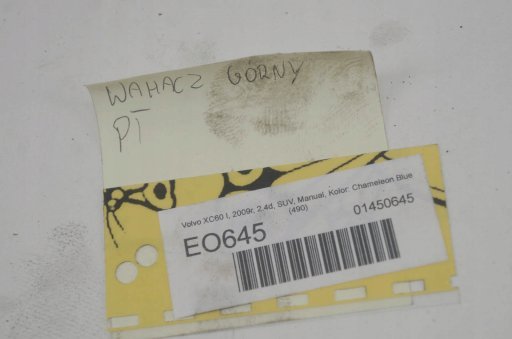 WAHACZ GÓRNY
PT
Volvo XC60 I, 2009r, 2.4d, SUV, Manual, Kolor: Chameleon Blue
(490)
EO645
01450645